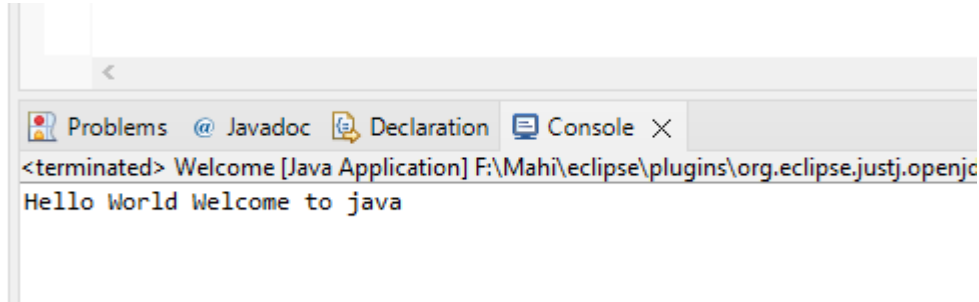 Problems @ Javadoc Declaration Console
<terminated> Welcome [Java Application] F:\Mahi\eclipse\plugins\org.eclipse.justj.openjd
Hello World Welcome to java